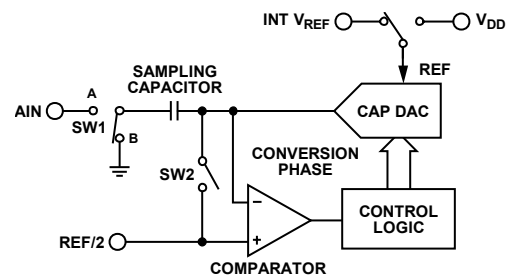 INT VREF
VDD
REF
SAMPLING
CAPACITOR
A
AIN
SW1
B
CAP DAC
CONVERSION
PHASE
SW2
−
+
CONTROL
LOGIC
REF/2
COMPARATOR